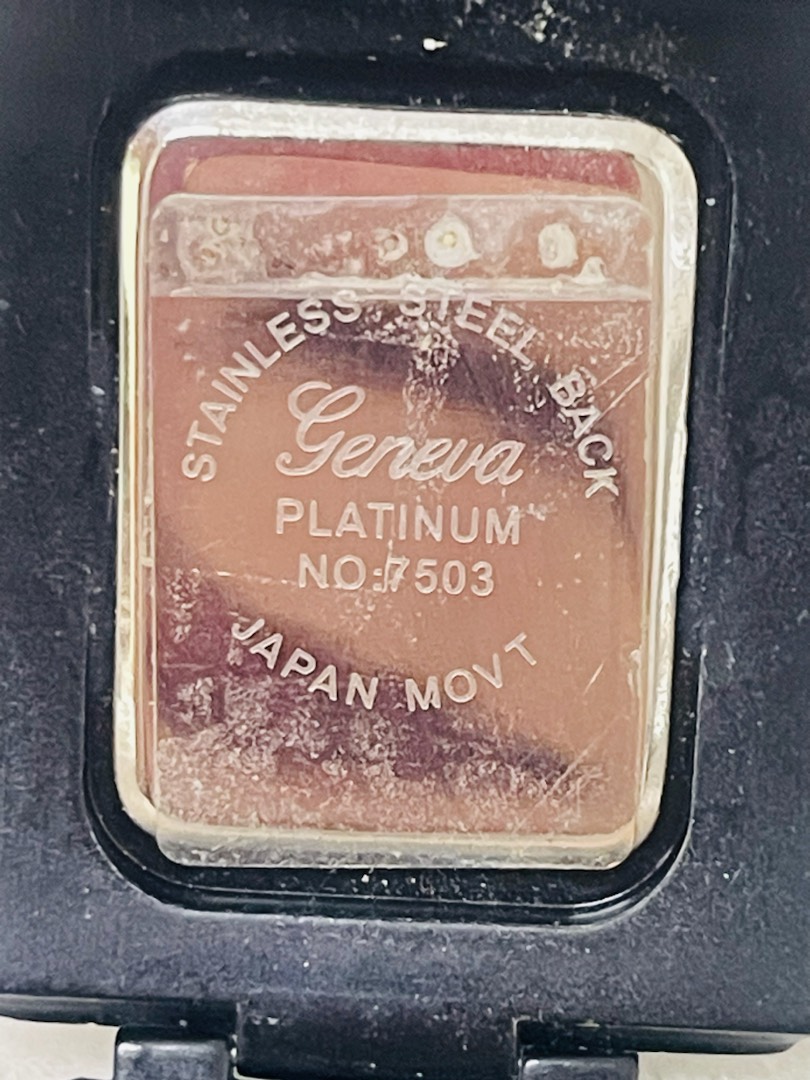 STAINLESS STEEL BACK
Geneva
PLATINUM
NO:7503
JAPAN MOVT